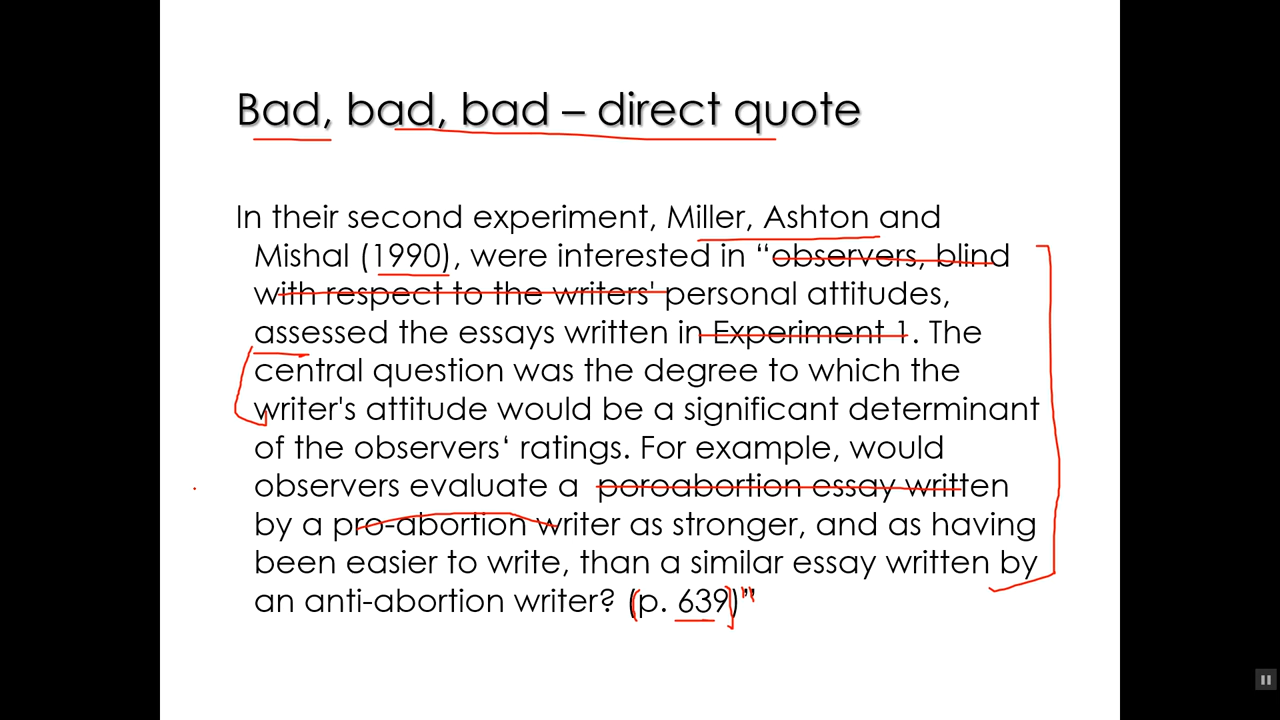 Bad, bad, bad – direct quote
In their second experiment, Miller, Ashton and
Mishal (1990), were interested in “observers, blind
with respect to the writers' personal attitudes,
assessed the essays written in Experiment 1. The
central question was the degree to which the
writer's attitude would be a significant determinant
of the observers‘ ratings. For example, would
observers evaluate a poroabortion essay written
by a pro-abortion writer as stronger, and as having
been easier to write, than a similar essay written by
an anti-abortion writer? (p. 639)”